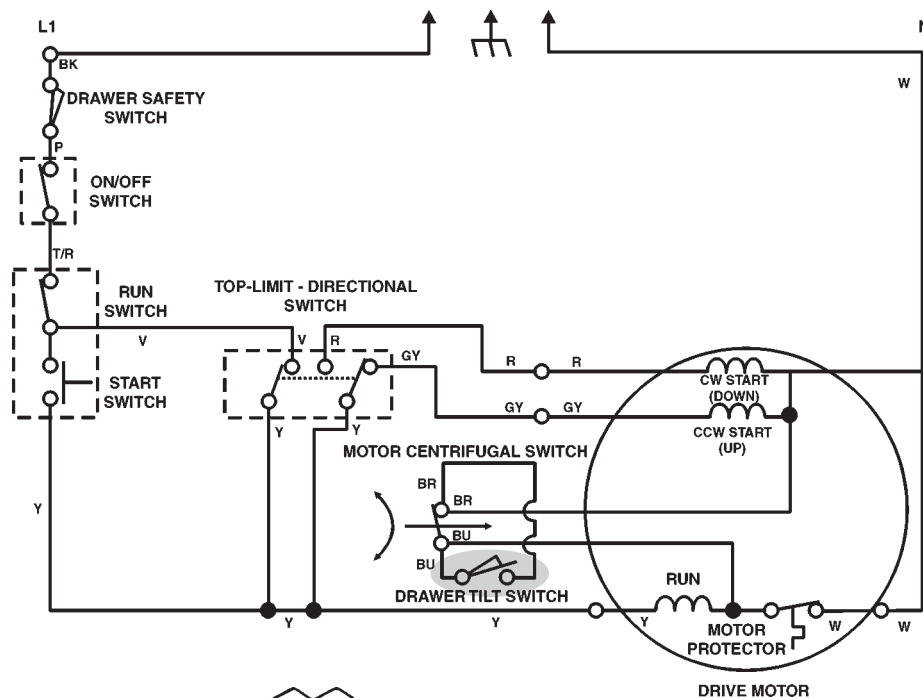 L1
BK
W
DRAWER SAFETY
SWITCH
P
ON/OFF
SWITCH
T/R
RUN
SWITCH
V
TOP-LIMIT - DIRECTIONAL
SWITCH
V
R
GY
R
R
GY
GY
CW START
(DOWN)
CCW START
(UP)
START
SWITCH
Y
Y
MOTOR CENTRIFUGAL SWITCH
BR
BR
Y
BU
BU
DRAWER TILT SWITCH
RUN
Y
Y
Y
MOTOR
PROTECTOR
W
W
DRIVE MOTOR